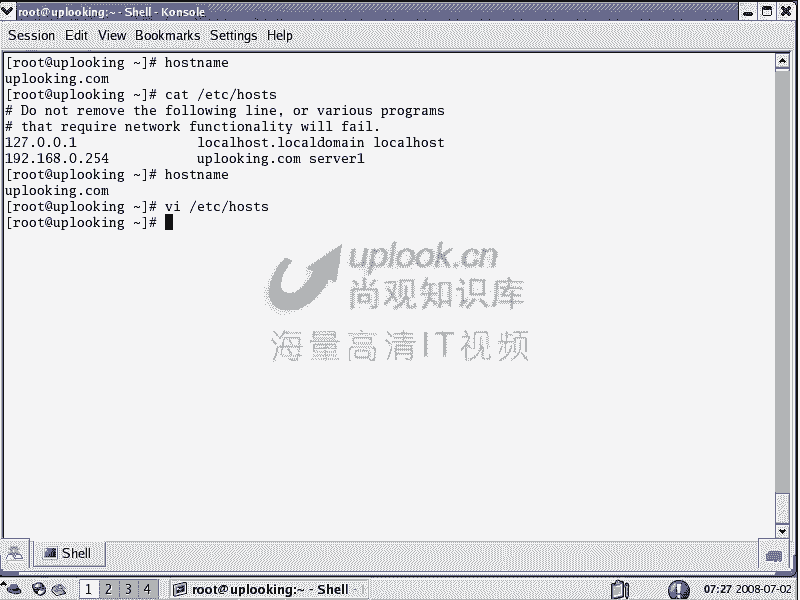 root@uplooking:~ - Shell - Konsole
Session Edit View Bookmarks Settings Help
[root@uplooking ~]# hostname
uplooking.com
[root@uplooking ~]# cat /etc/hosts
# Do not remove the following line, or various programs
# that require network functionality will fail.
127.0.0.1 localhost.localdomain localhost
192.168.0.254 uplooking.com server1
[root@uplooking ~]# hostname
uplooking.com
[root@uplooking ~]# vi /etc/hosts
[root@uplooking ~]#
uplook.cn
尚观知识库
海量高清IT视频
Shell
1 2 3 4 root@uplooking:~ - Shell - 07:27 2008-07-02